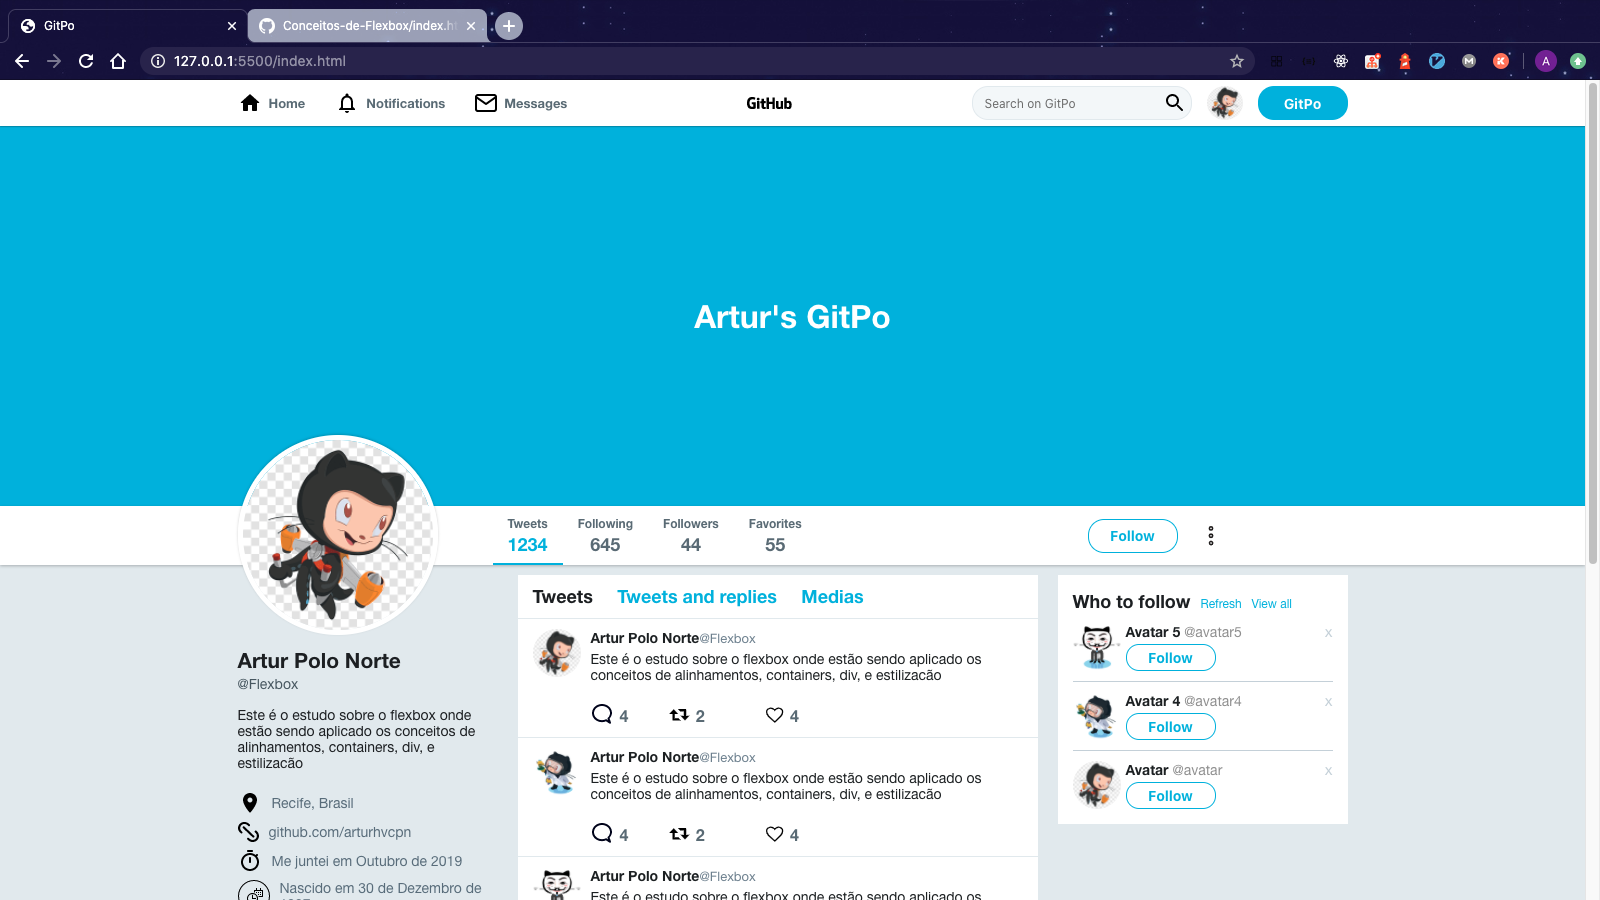 GitPo
Conceitos-de-Flexbox/index.ht
127.0.0.1:5500/index.html
A
Home
Notifications
Messages
GitHub
Search on GitPo
GitPo
Artur's GitPo
Tweets
1234
Following
645
Followers
44
Favorites
55
Follow
Artur Polo Norte
@Flexbox
Este é o estudo sobre o flexbox onde
estão sendo aplicado os conceitos de
alinhamentos, containers, div, e
estilizacão
Recife, Brasil
github.com/arturhvcpn
Me juntei em Outubro de 2019
Nascido em 30 de Dezembro de
Tweets Tweets and replies Medias
Artur Polo Norte@Flexbox
Este é o estudo sobre o flexbox onde estão sendo aplicado os
conceitos de alinhamentos, containers, div, e estilizacão
4 2 4
Artur Polo Norte@Flexbox
Este é o estudo sobre o flexbox onde estão sendo aplicado os
conceitos de alinhamentos, containers, div, e estilizacão
4 2 4
Artur Polo Norte@Flexbox
Este é o estudo sobre o flexbox onde estão sendo aplicado os
Who to follow Refresh View all
Avatar 5 @avatar5 x
Follow
Avatar 4 @avatar4 x
Follow
Avatar @avatar x
Follow